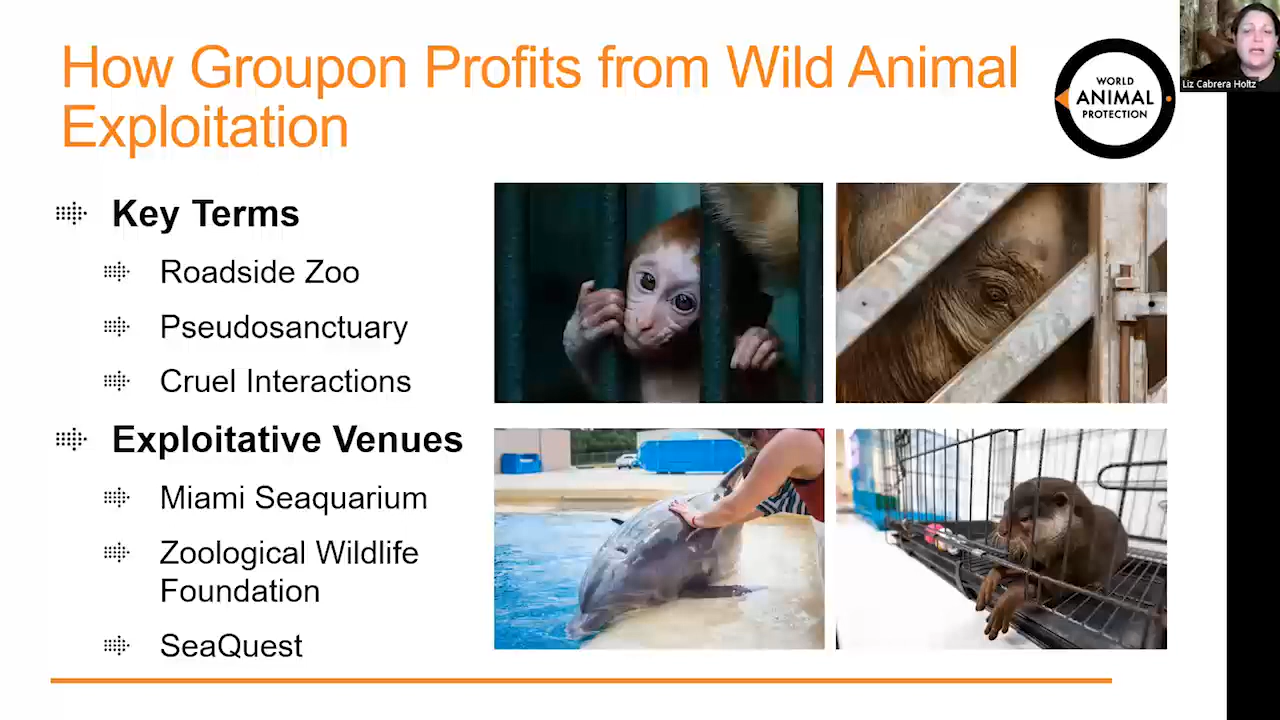 How Groupon Profits from Wild Animal
Exploitation
WORLD
ANIMAL
PROTECTION
Liz Cabrera Holtz
Key Terms
Roadside Zoo
Pseudosanctuary
Cruel Interactions
Exploitative Venues
Miami Seaquarium
Zoological Wildlife
Foundation
SeaQuest